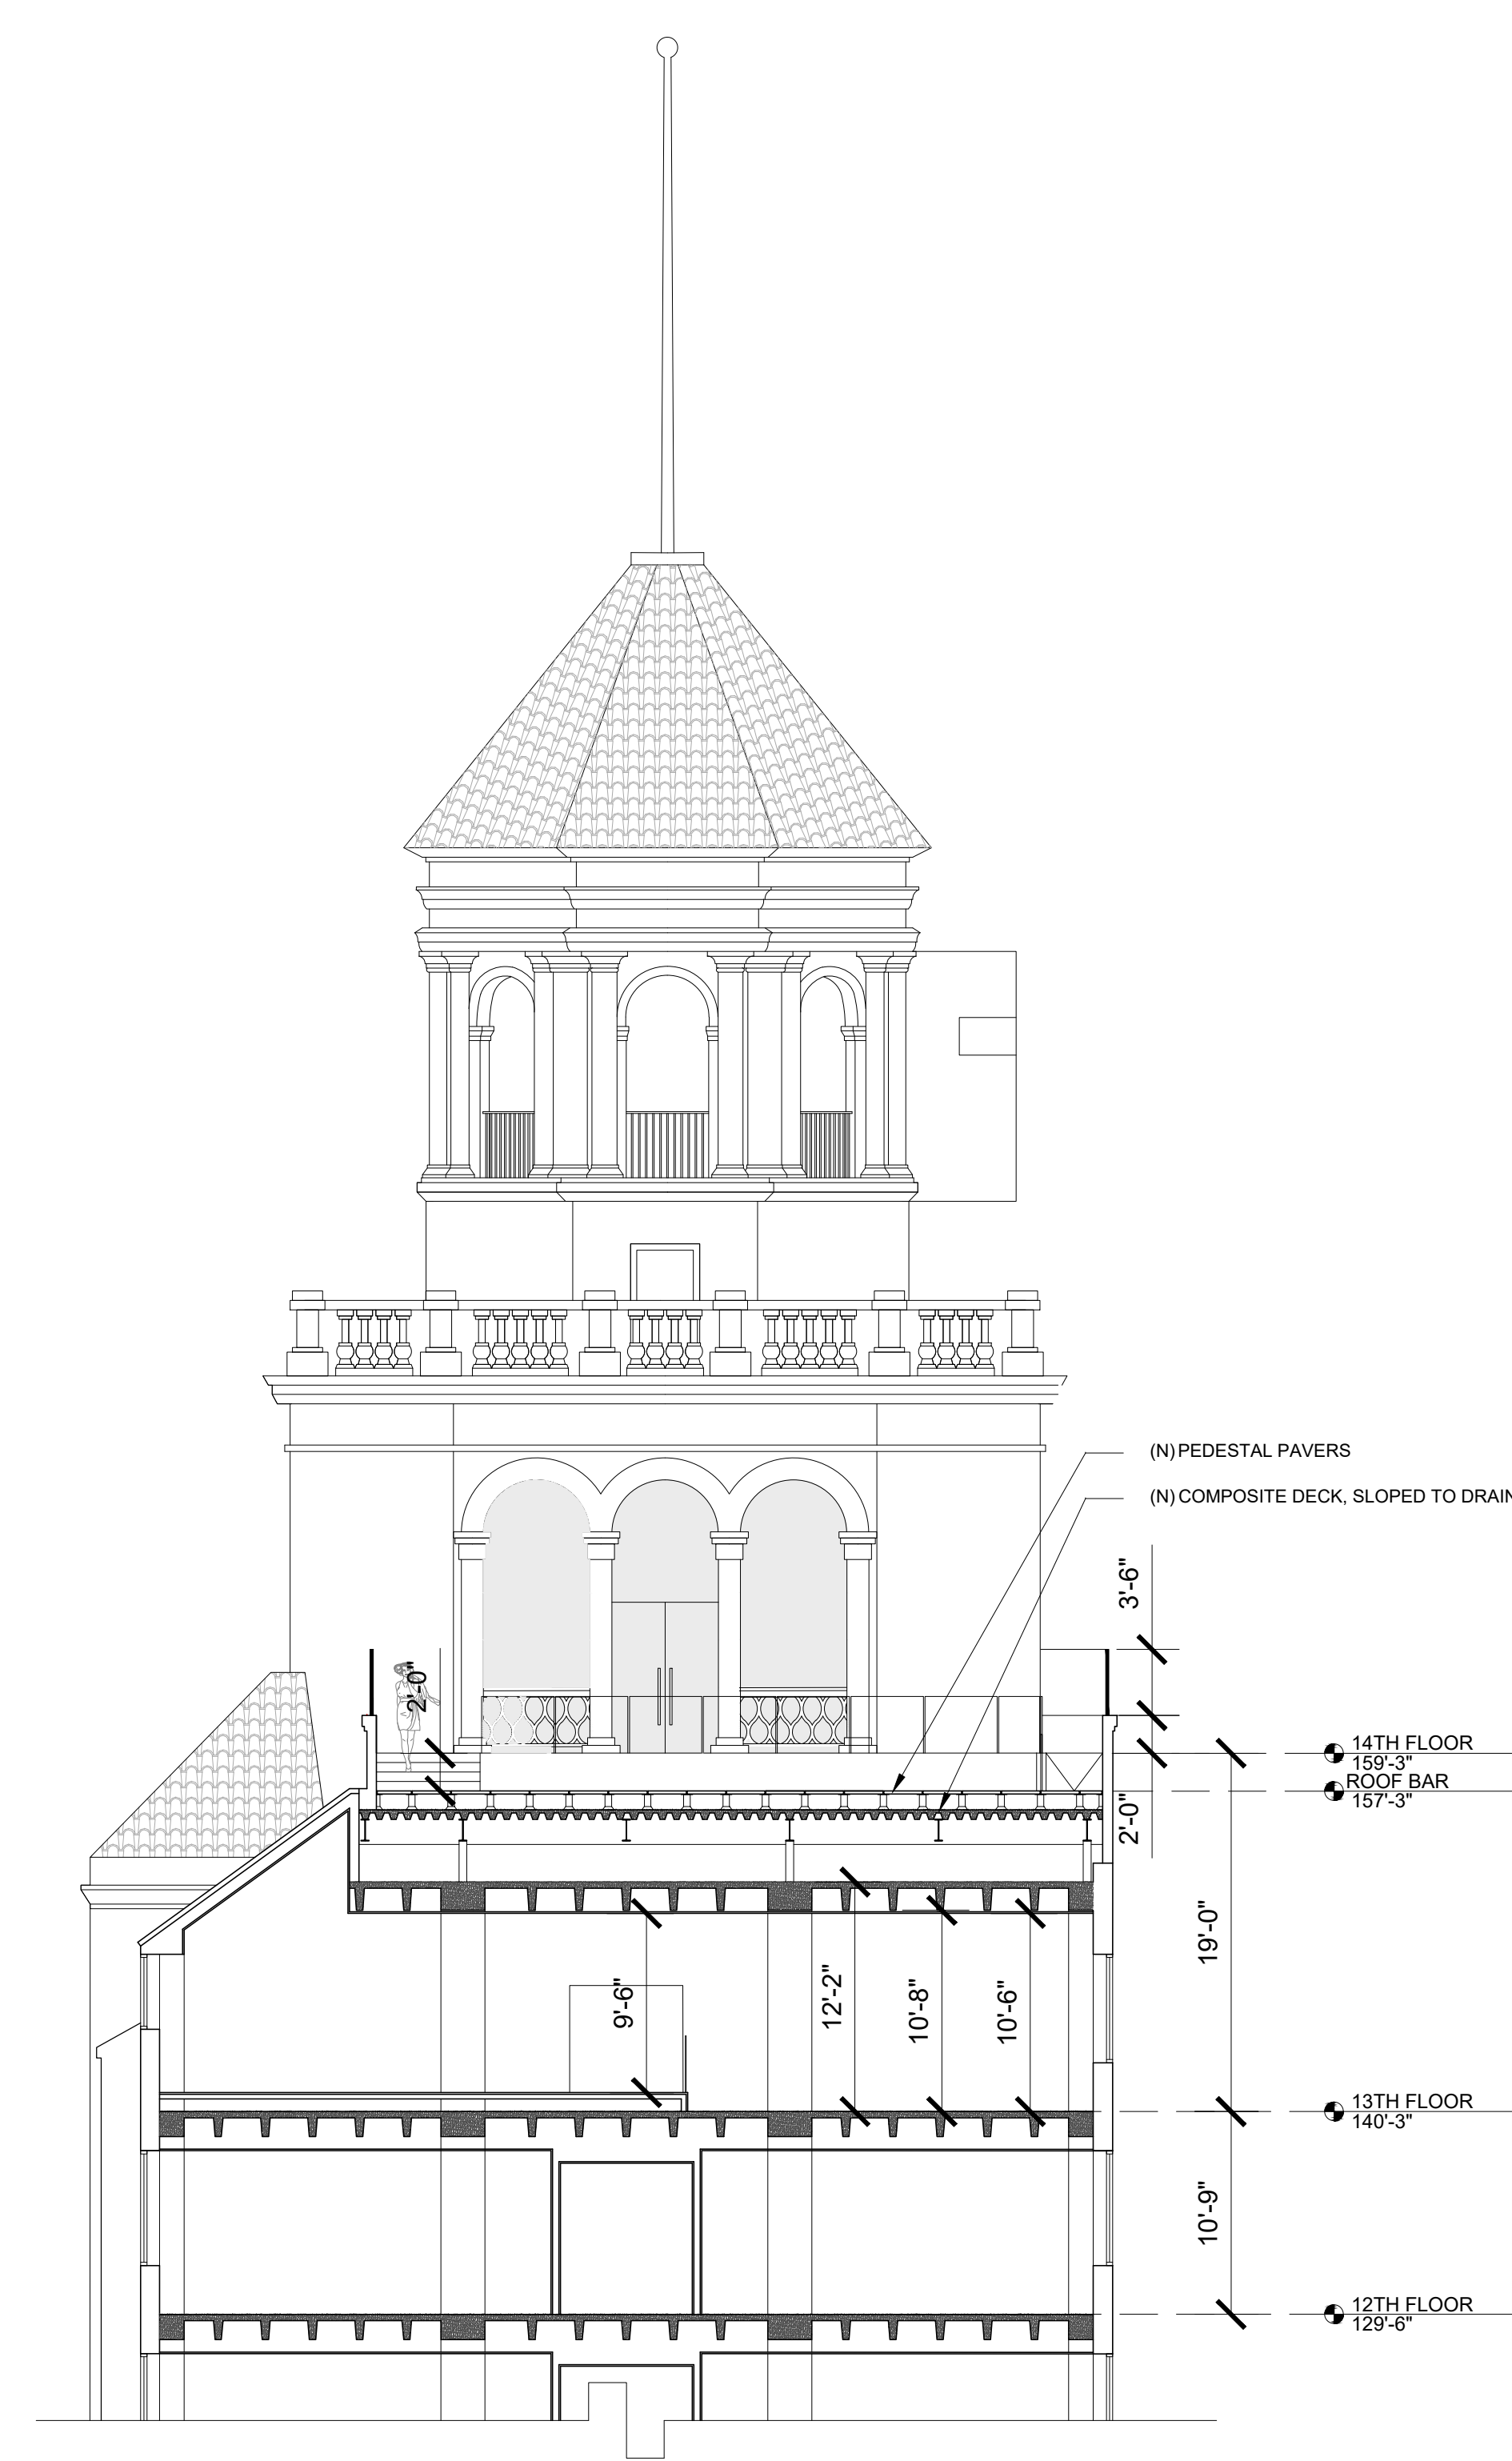 (N) PEDESTAL PAVERS
(N) COMPOSITE DECK, SLOPED TO DRAIN
3'-6"
2'-0"
14TH FLOOR
159'-3"
ROOF BAR
157'-3"
2'-0"
19'-0"
9'-6"
12'-2"
10'-8"
10'-6"
13TH FLOOR
140'-3"
10'-9"
12TH FLOOR
129'-6"